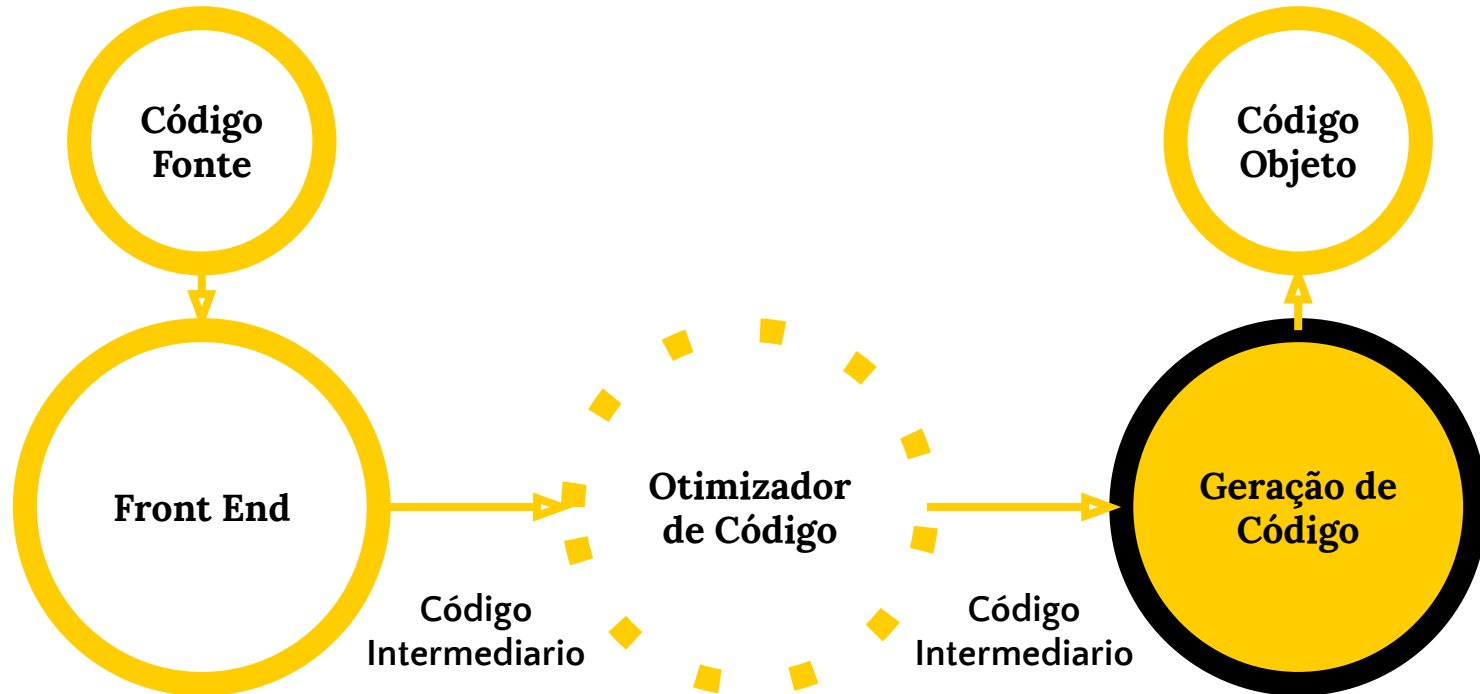 Código
Fonte
Código
Objeto
Front End
Otimizador
de Código
Geração de
Código
Código
Intermediario
Código
Intermediario